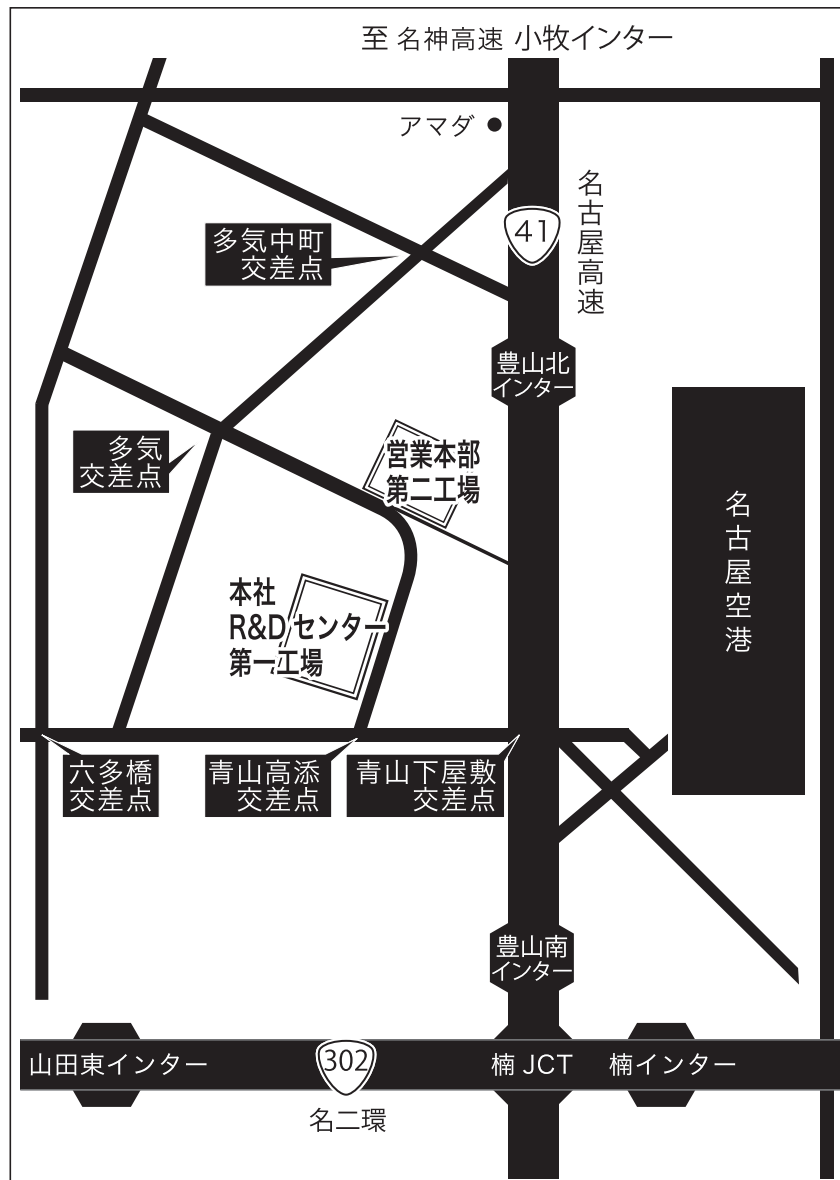 至 名神高速 小牧インター
アマダ
名古屋高速
41
多気中町
交差点
豊山北
インター
多気
交差点
営業本部
第二工場
名古屋空港
本社
R&Dセンター
第一工場
六多橋
交差点
青山高添
交差点
青山下屋敷
交差点
豊山南
インター
山田東インター
302
楠 JCT
楠インター
名二環